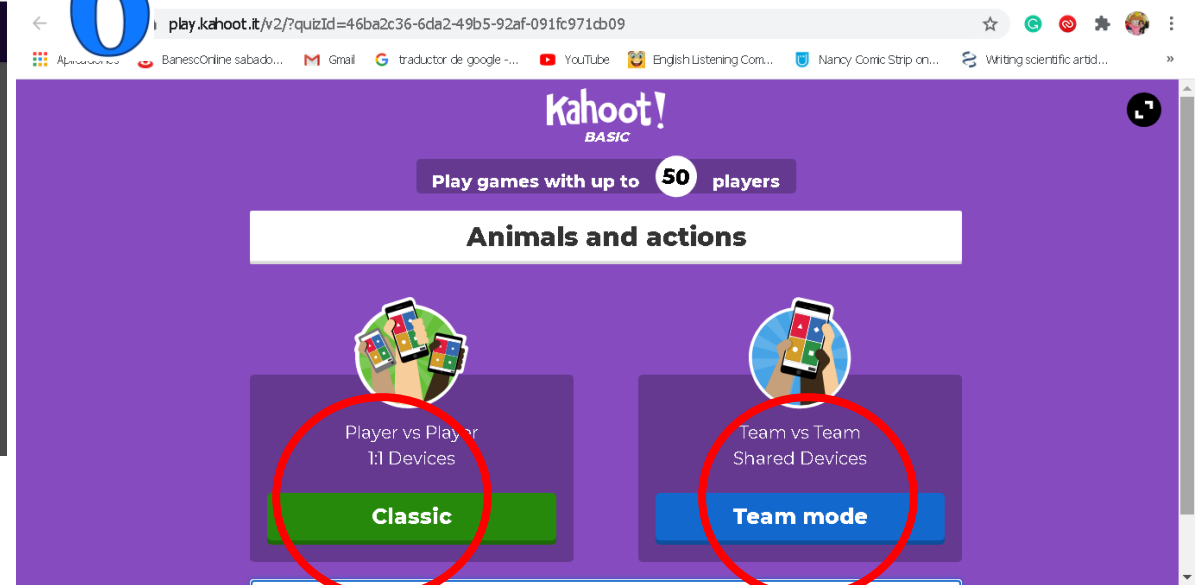 6
play.kahoot.it/v2/?quizId=46ba2c36-6da2-49b5-92af-091fc971cb09
BanescOnline sabado... Gmail traductor de google -... YouTube English Listening Com... Nancy Comic Strip on... Writing scientific artid... »
Kahoot!
BASIC
Play games with up to 50 players
Animals and actions
Player vs Player
1:1 Devices
Classic
Team vs Team
Shared Devices
Team mode